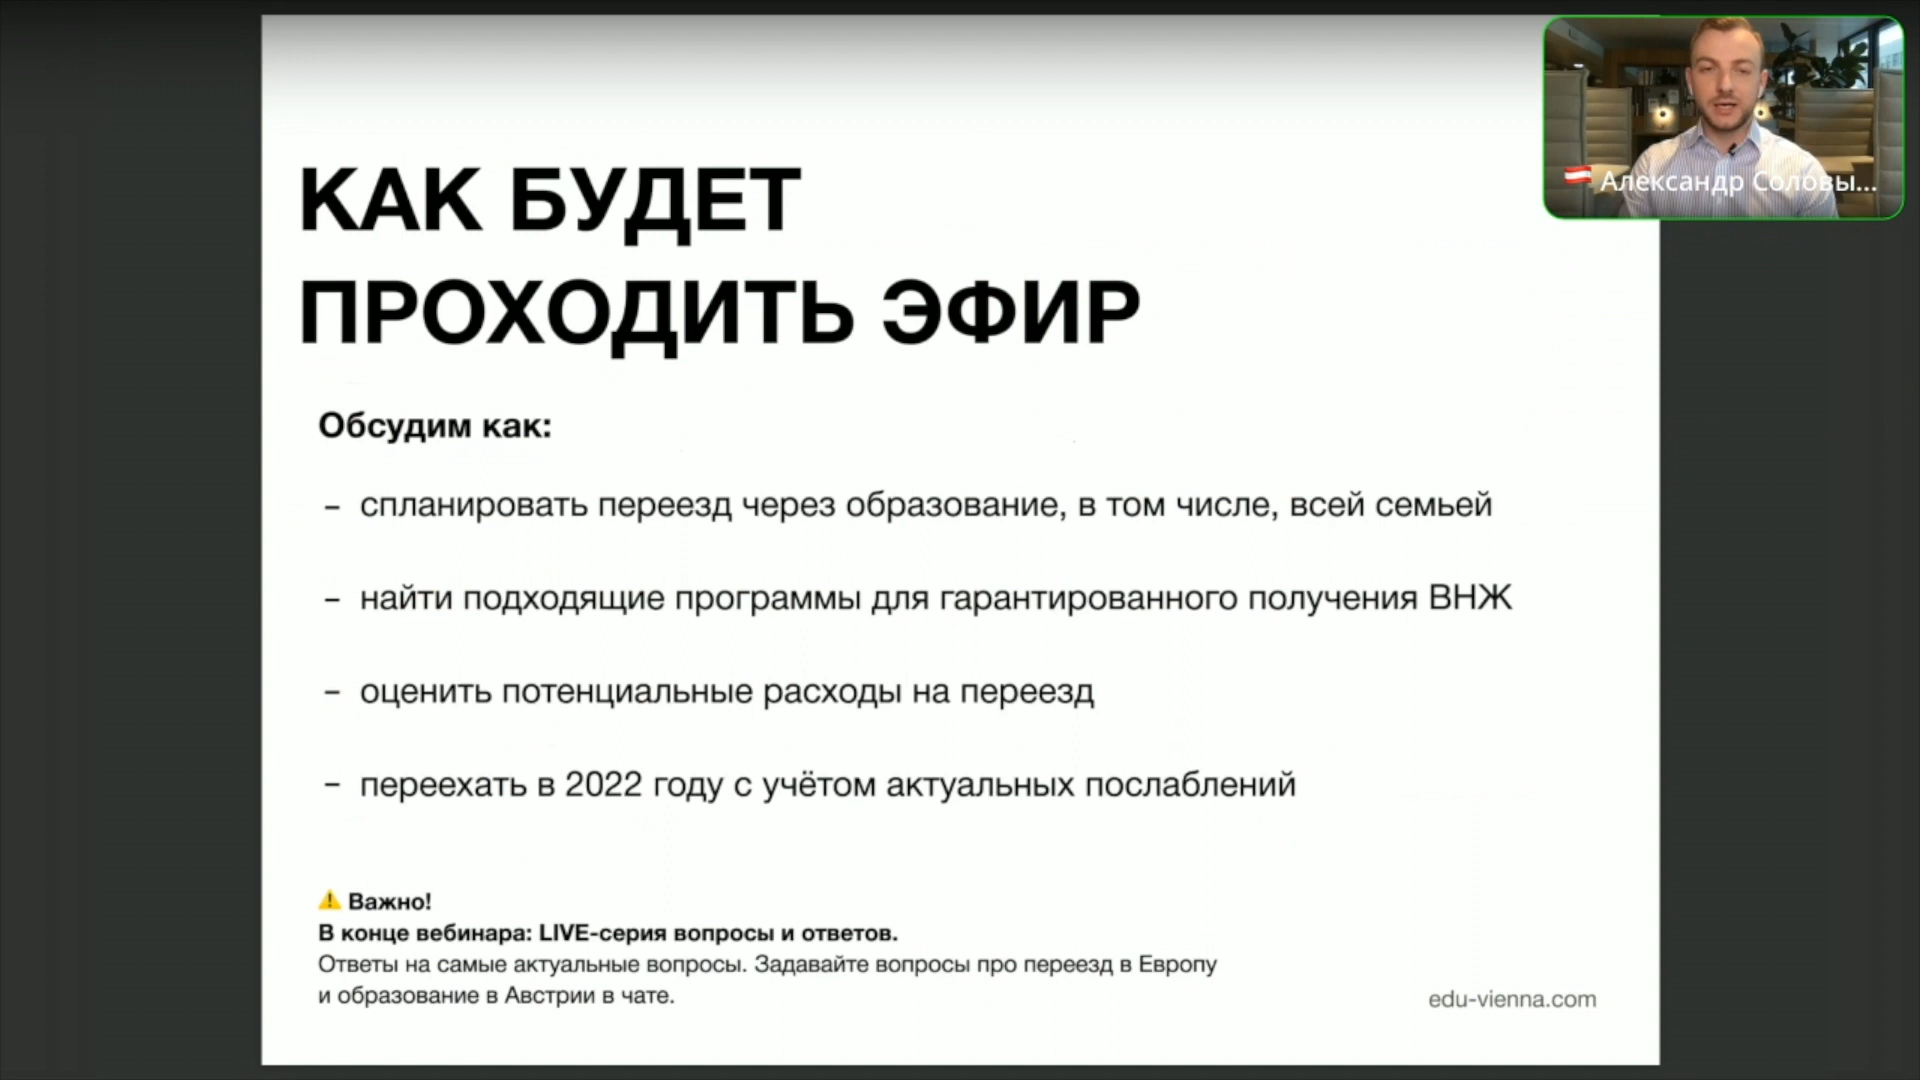 КАК БУДЕТ
ПРОХОДИТЬ ЭФИР
Александр Соловы...
Обсудим как:
– спланировать переезд через образование, в том числе, всей семьей
– найти подходящие программы для гарантированного получения ВНЖ
– оценить потенциальные расходы на переезд
– переехать в 2022 году с учётом актуальных послаблений
⚠️ Важно!
В конце вебинара: LIVE-серия вопросы и ответов.
Ответы на самые актуальные вопросы. Задавайте вопросы про переезд в Европу
и образование в Австрии в чате.
edu-vienna.com